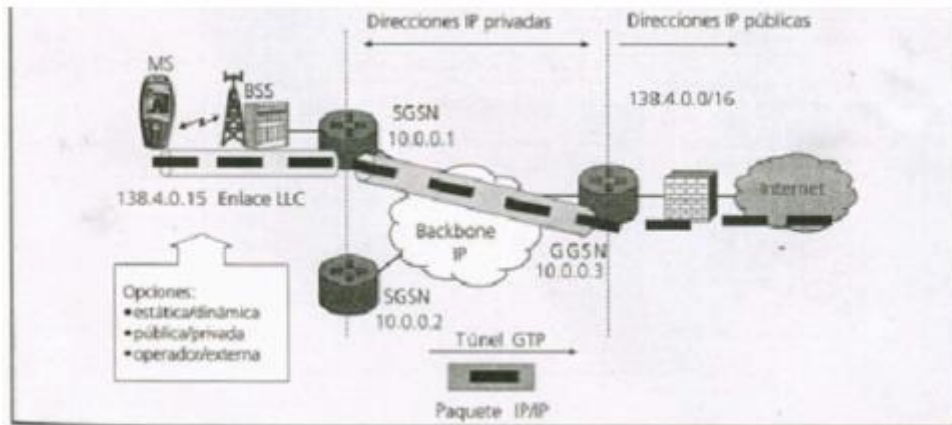 Direcciones IP privadas
Direcciones IP públicas
MS
BSS
SGSN
10.0.0.1
138.4.0.0/16
138.4.0.15 Enlace LLC
Internet
Backbone
IP
GGSN
10.0.0.3
Opciones:
•estática/dinámica
•pública/privada
•operador/externa
SGSN
10.0.0.2
Túnel GTP
Paquete IP/IP